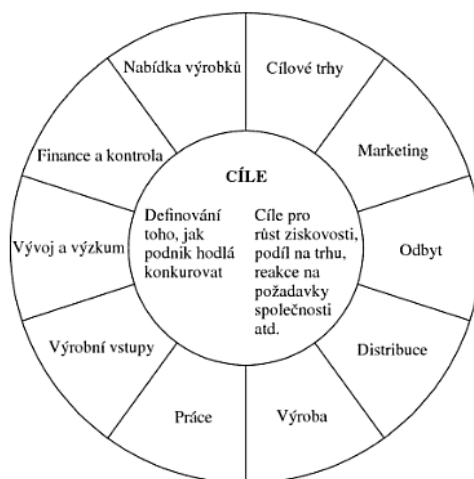 Nabídka výrobků
Cílové trhy
Marketing
Odbyt
Distribuce
Výroba
Práce
Výrobní vstupy
Vývoj a výzkum
Finance a kontrola
CÍLE
Definování
toho, jak
podnik hodlá
konkurovat
Cíle pro
růst ziskovosti,
podíl na trhu,
reakce na
požadavky
společnosti
atd.